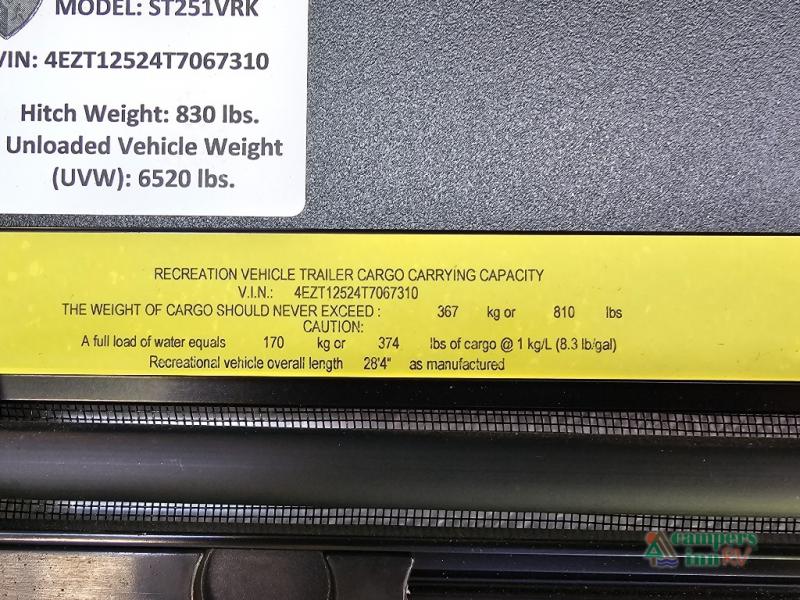 MODEL: ST251VRK
VIN: 4EZT12524T7067310
Hitch Weight: 830 lbs.
Unloaded Vehicle Weight
(UVW): 6520 lbs.
RECREATION VEHICLE TRAILER CARGO CARRYING CAPACITY
V.I.N.: 4EZT12524T7067310
THE WEIGHT OF CARGO SHOULD NEVER EXCEED : 367 kg or 810 lbs
CAUTION:
A full load of water equals 170 kg or 374 lbs of cargo @ 1 kg/L (8.3 lb/gal)
Recreational vehicle overall length 28'4" as manufactured
campers
inn RV